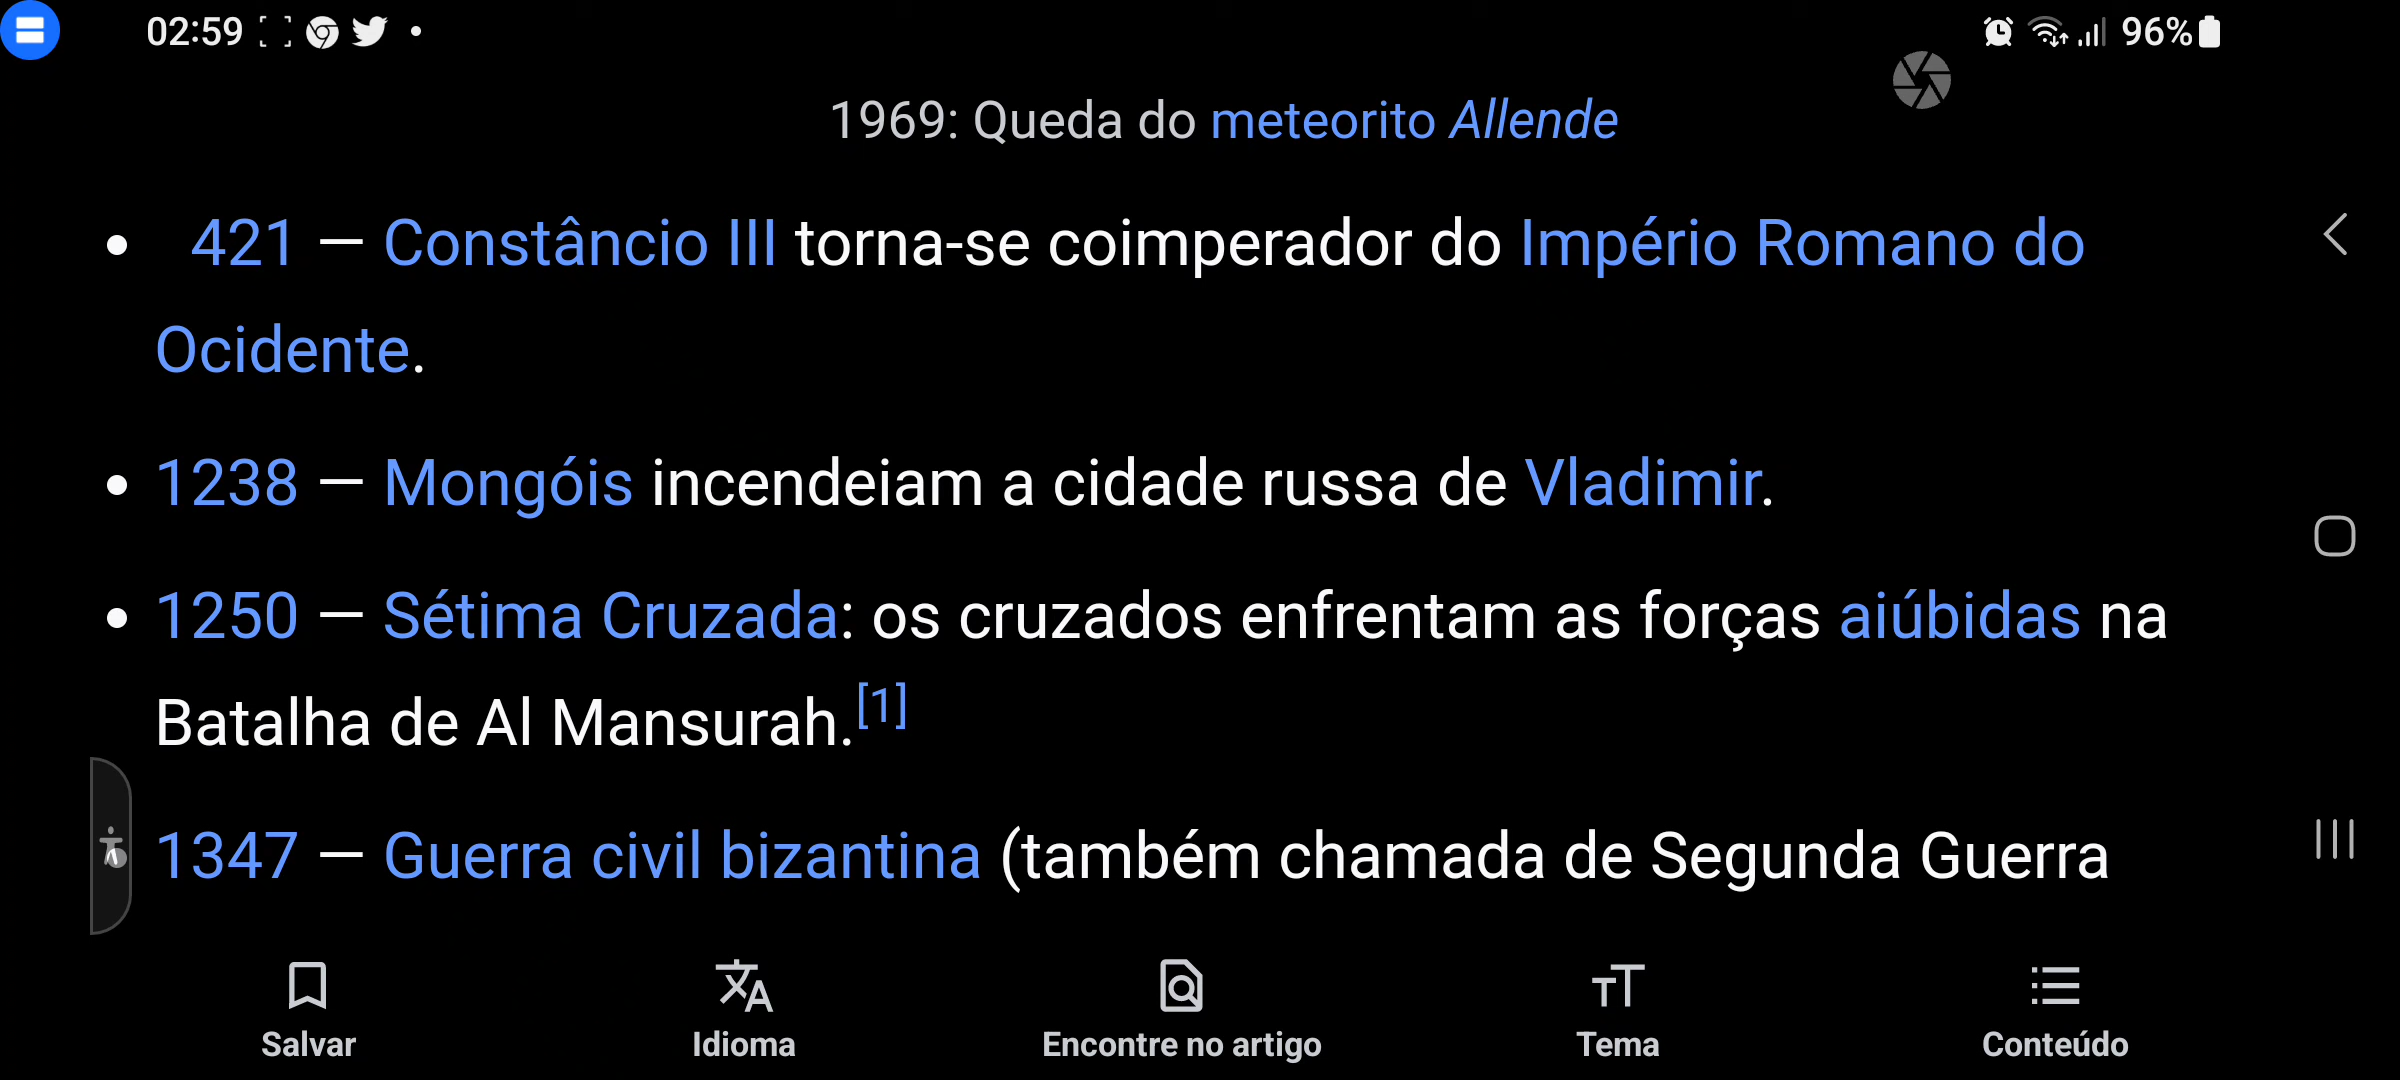 02:59
96%
1969: Queda do meteorito Allende
• 421 — Constâncio III torna-se coimperador do Império Romano do
Ocidente.
• 1238 — Mongóis incendeiam a cidade russa de Vladimir.
• 1250 — Sétima Cruzada: os cruzados enfrentam as forças aiúbidas na
Batalha de Al Mansurah.[1]
1347 — Guerra civil bizantina (também chamada de Segunda Guerra
Salvar
Idioma
Encontre no artigo
Tema
Conteúdo